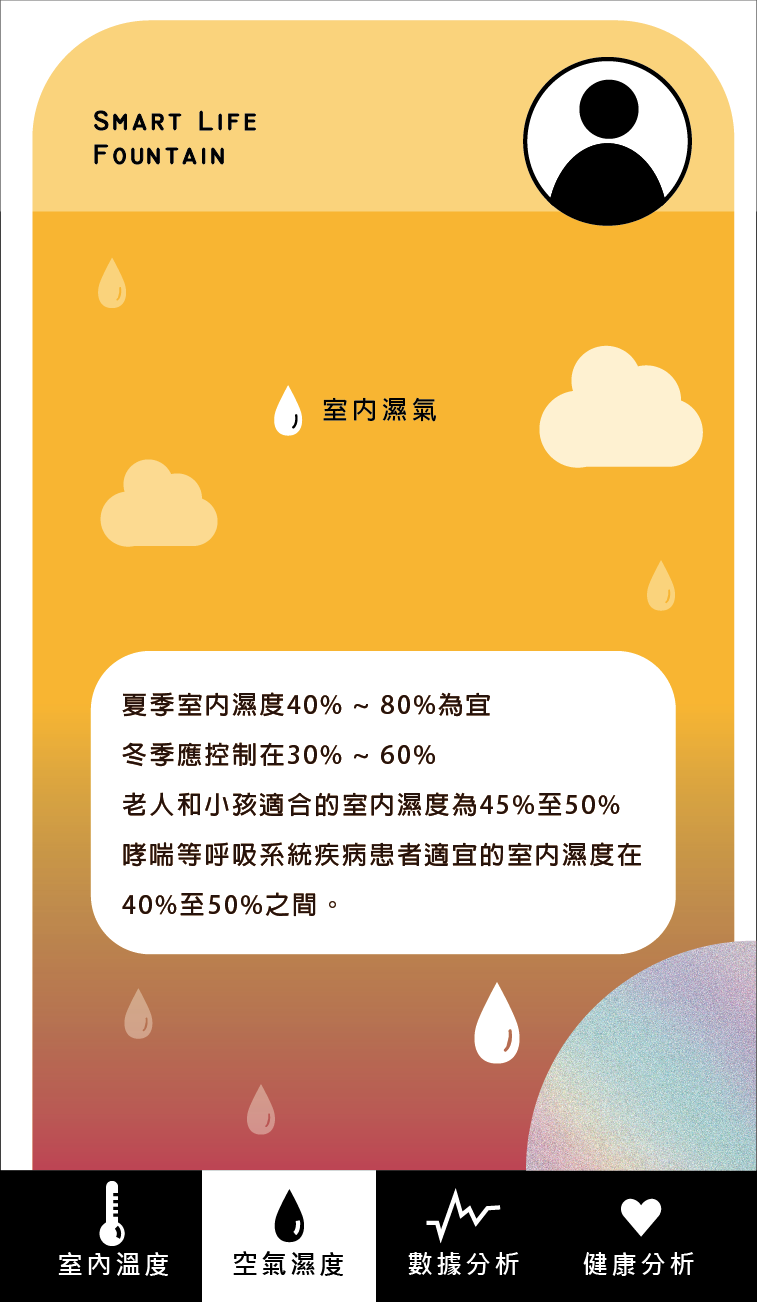 Smart Life
Fountain
室内濕氣
夏季室内濕度40% ~ 80%為宜
冬季應控制在30% ~ 60%
老人和小孩適合的室内濕度為45%至50%
哮喘等呼吸系統疾病患者適宜的室内濕度在
40%至50%之間。
室內溫度
空氣濕度
數據分析
健康分析